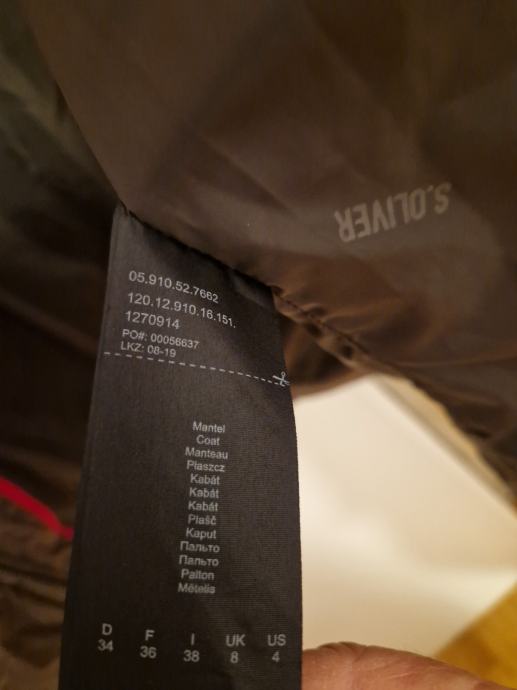 S.OLIVER
05.910.52.7662
120.12.910.16.151.
1270914
PO#: 00056637
LKZ: 08-19
Mantel
Coat
Manteau
Płaszcz
Kabát
Kabát
Kabát
Plašč
Kaput
Пальто
Пальто
Palton
Mētelis
D F I UK US
34 36 38 8 4